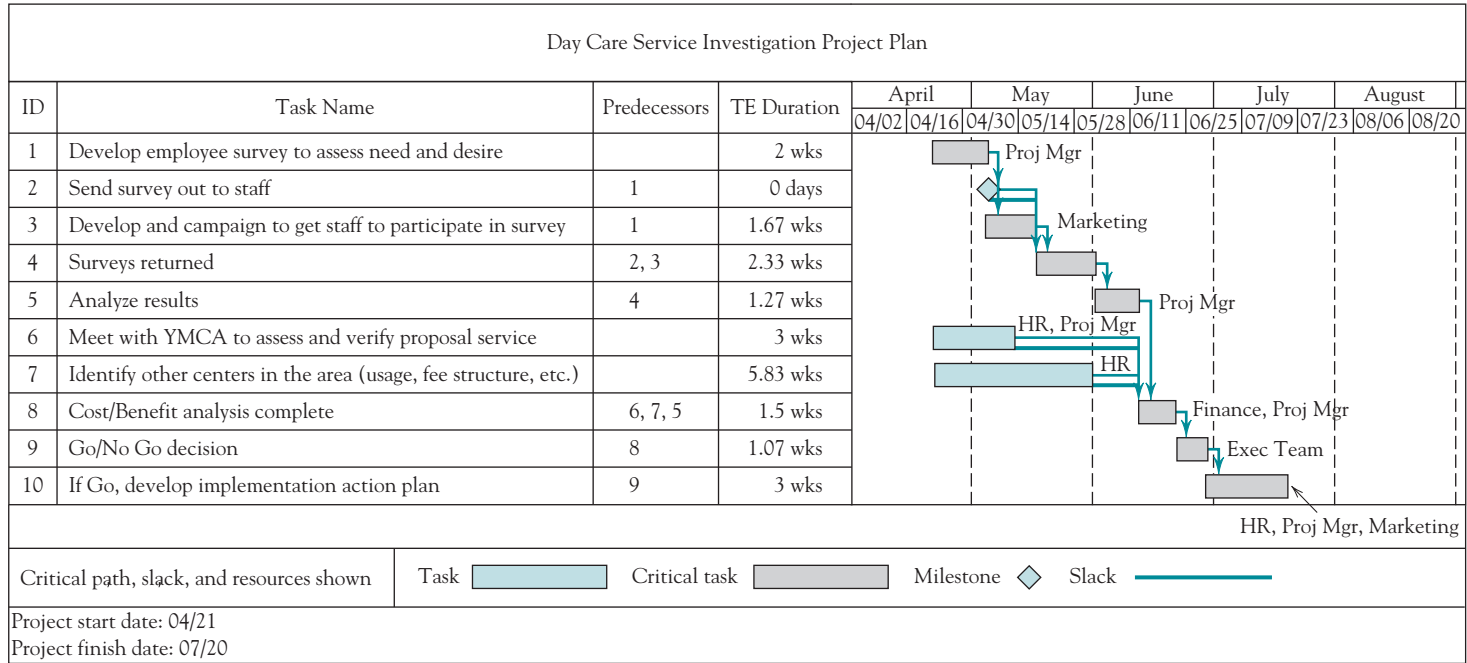 Day Care Service Investigation Project Plan
ID Task Name Predecessors TE Duration April May June July August
04/02 04/16 04/30 05/14 05/28 06/11 06/25 07/09 07/23 08/06 08/20
1 Develop employee survey to assess need and desire 2 wks Proj Mgr
2 Send survey out to staff 1 0 days
3 Develop and campaign to get staff to participate in survey 1 1.67 wks Marketing
4 Surveys returned 2, 3 2.33 wks
5 Analyze results 4 1.27 wks Proj Mgr
6 Meet with YMCA to assess and verify proposal service 3 wks HR, Proj Mgr
7 Identify other centers in the area (usage, fee structure, etc.) 5.83 wks HR
8 Cost/Benefit analysis complete 6, 7, 5 1.5 wks Finance, Proj Mgr
9 Go/No Go decision 8 1.07 wks Exec Team
10 If Go, develop implementation action plan 9 3 wks
HR, Proj Mgr, Marketing
Critical path, slack, and resources shown Task Critical task Milestone Slack
Project start date: 04/21
Project finish date: 07/20